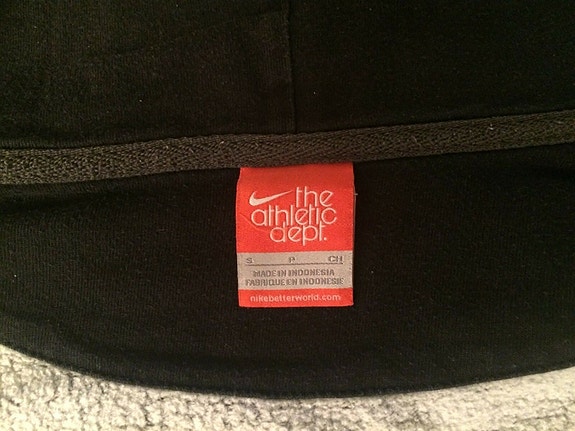 the
athletic
dept.
S P CH
MADE IN INDONESIA
FABRIQUE EN INDONESIE
nikebetterworld.com